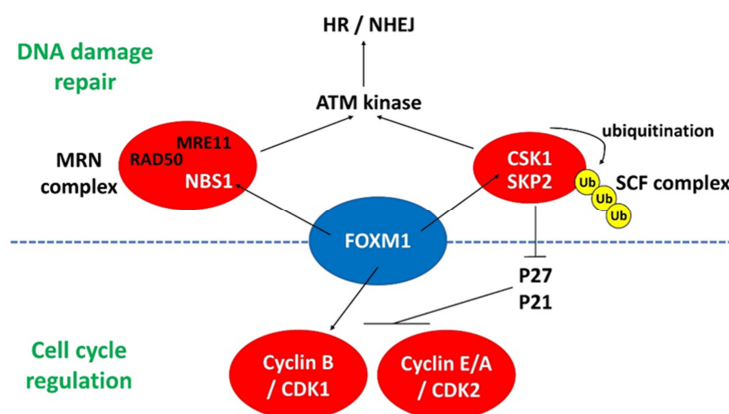 HR / NHEJ
DNA damage
repair
ATM kinase
ubiquitination
MRE11
RAD50
NBS1
MRN
complex
CSK1
SKP2
Ub
Ub
Ub
SCF complex
FOXM1
P27
P21
Cell cycle
regulation
Cyclin B
/ CDK1
Cyclin E/A
/ CDK2